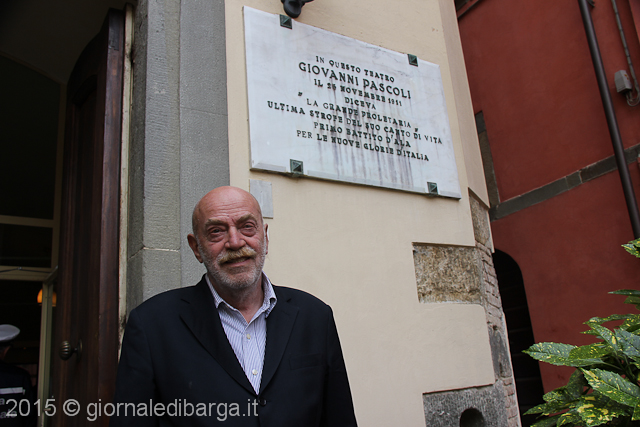 IN QUESTO TEATRO
GIOVANNI PASCOLI
IL 26 NOVEMBRE 1911
DICEVA
"LA GRANDE PROLETARIA"
ULTIMA STROFE DEL SUO CANTO DI VITA
PRIMO BATTITO D'ALA
PER LE NUOVE GLORIE D'ITALIA
2015 © giornaledibarga.it